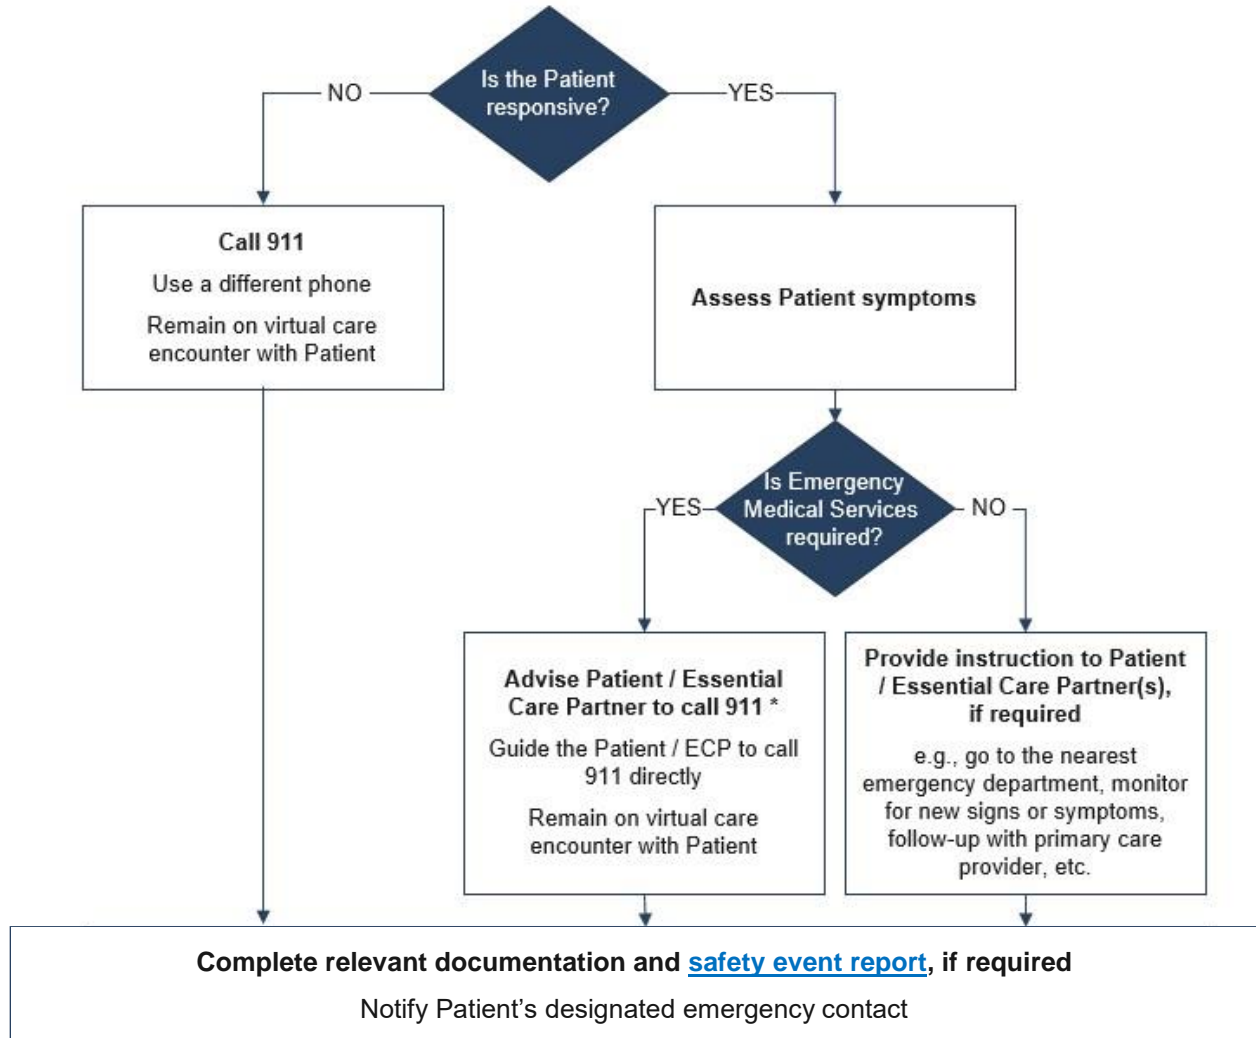 Is the Patient
responsive?
NO
YES
Call 911
Use a different phone
Remain on virtual care
encounter with Patient
Assess Patient symptoms
Is Emergency
Medical Services
required?
YES
NO
Advise Patient / Essential
Care Partner to call 911 *
Guide the Patient / ECP to call
911 directly
Remain on virtual care
encounter with Patient
Provide instruction to Patient
/ Essential Care Partner(s),
if required
e.g., go to the nearest
emergency department, monitor
for new signs or symptoms,
follow-up with primary care
provider, etc.
Complete relevant documentation and safety event report, if required
Notify Patient’s designated emergency contact